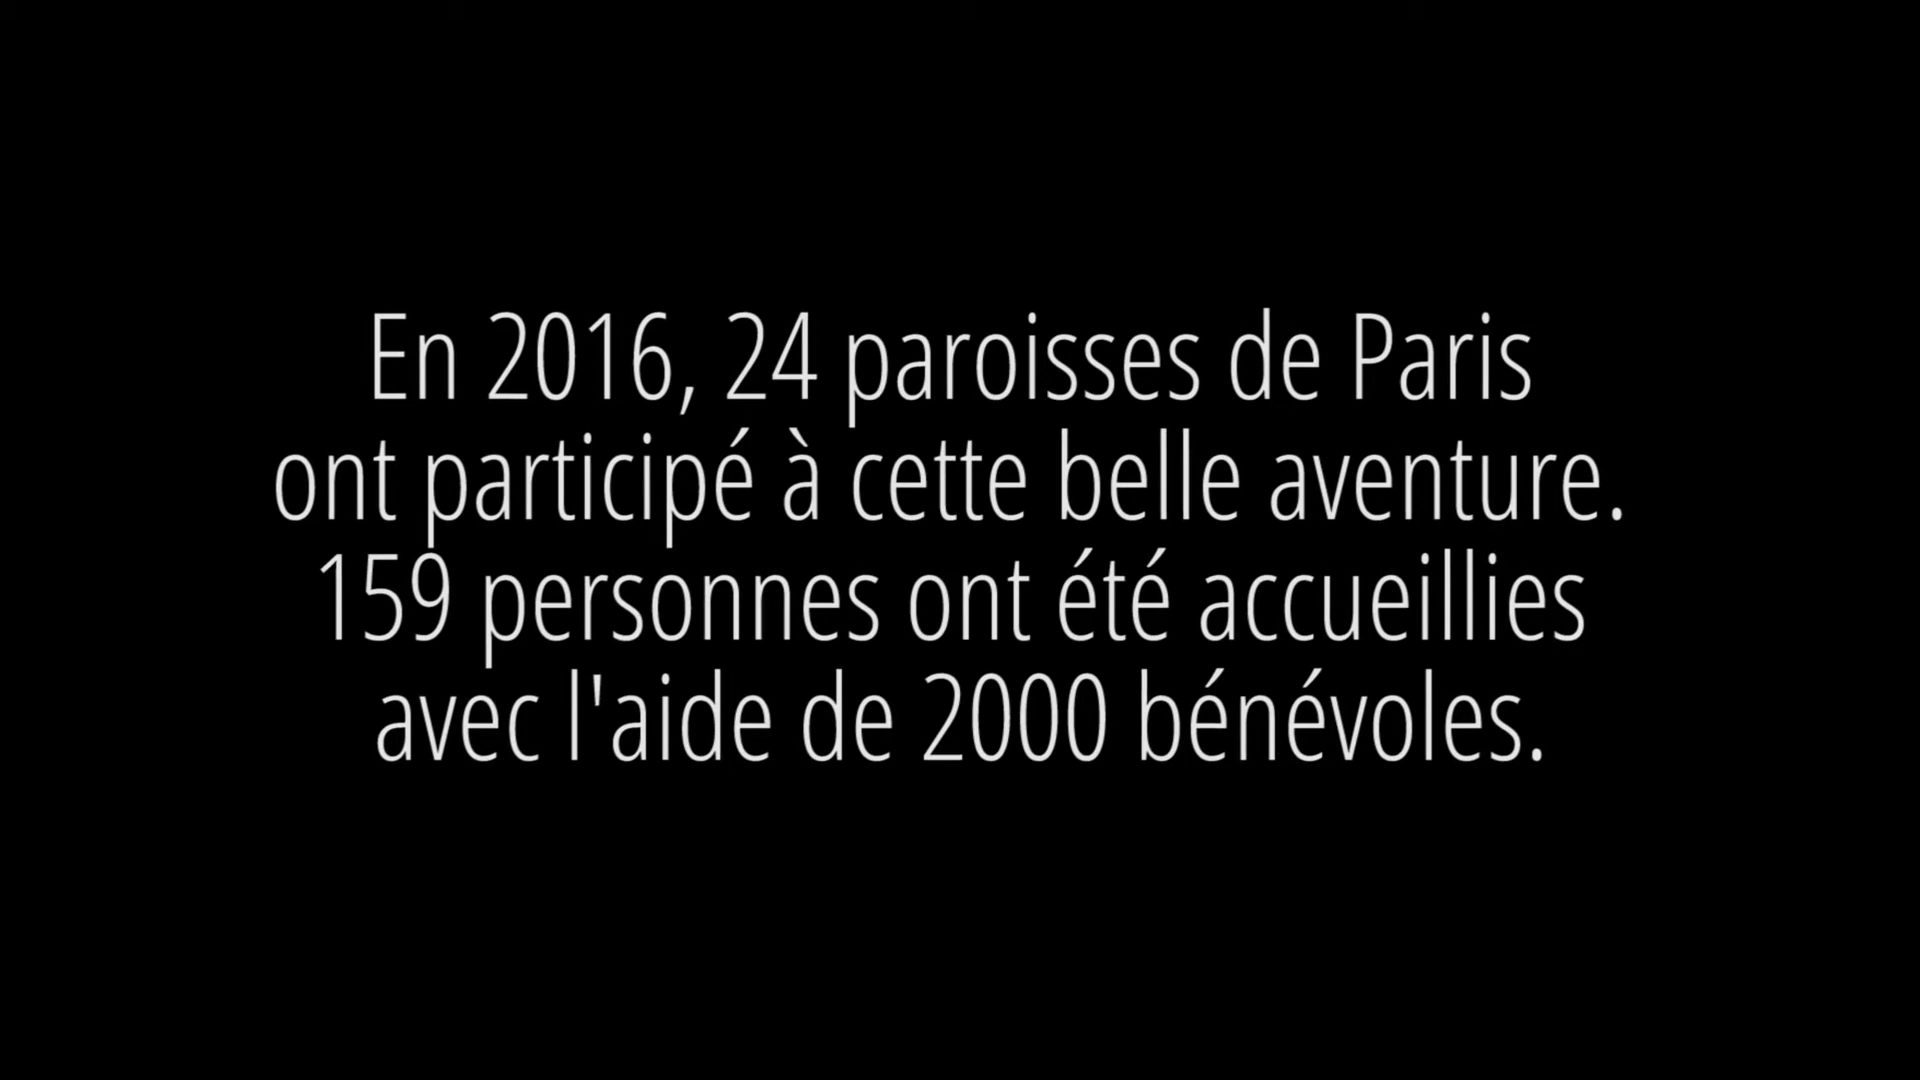 En 2016, 24 paroisses de Paris
ont participé à cette belle aventure.
159 personnes ont été accueillies
avec l'aide de 2000 bénévoles.